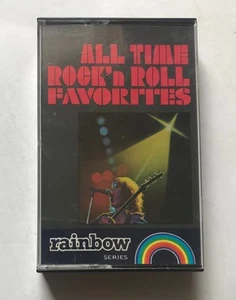 ALL TIME
ROCK'n ROLL
FAVORITES
rainbow
SERIES